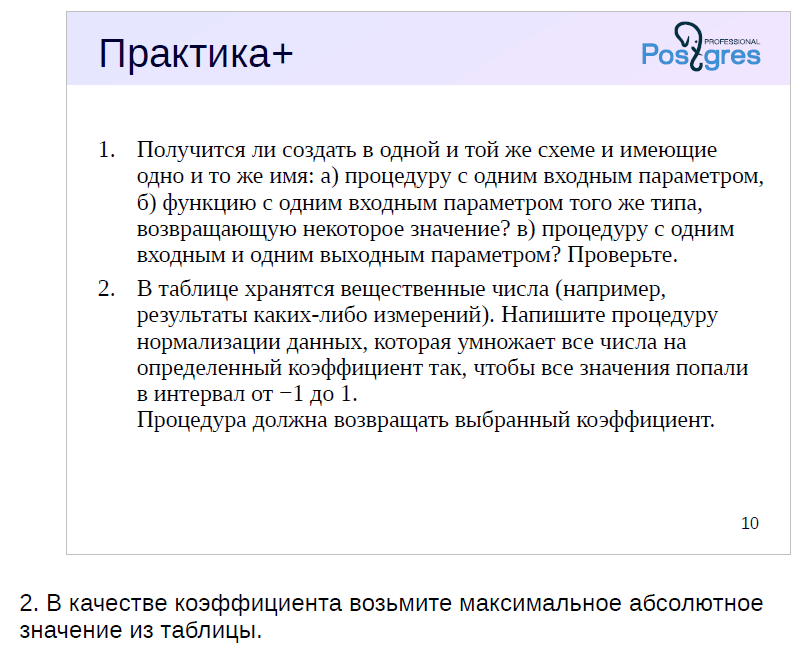 Практика+
PROFESSIONAL
Postgres
1. Получится ли создать в одной и той же схеме и имеющие
одно и то же имя: а) процедуру с одним входным параметром,
б) функцию с одним входным параметром того же типа,
возвращающую некоторое значение? в) процедуру с одним
входным и одним выходным параметром? Проверьте.
2. В таблице хранятся вещественные числа (например,
результаты каких-либо измерений). Напишите процедуру
нормализации данных, которая умножает все числа на
определенный коэффициент так, чтобы все значения попали
в интервал от −1 до 1.
Процедура должна возвращать выбранный коэффициент.
10
2. В качестве коэффициента возьмите максимальное абсолютное
значение из таблицы.